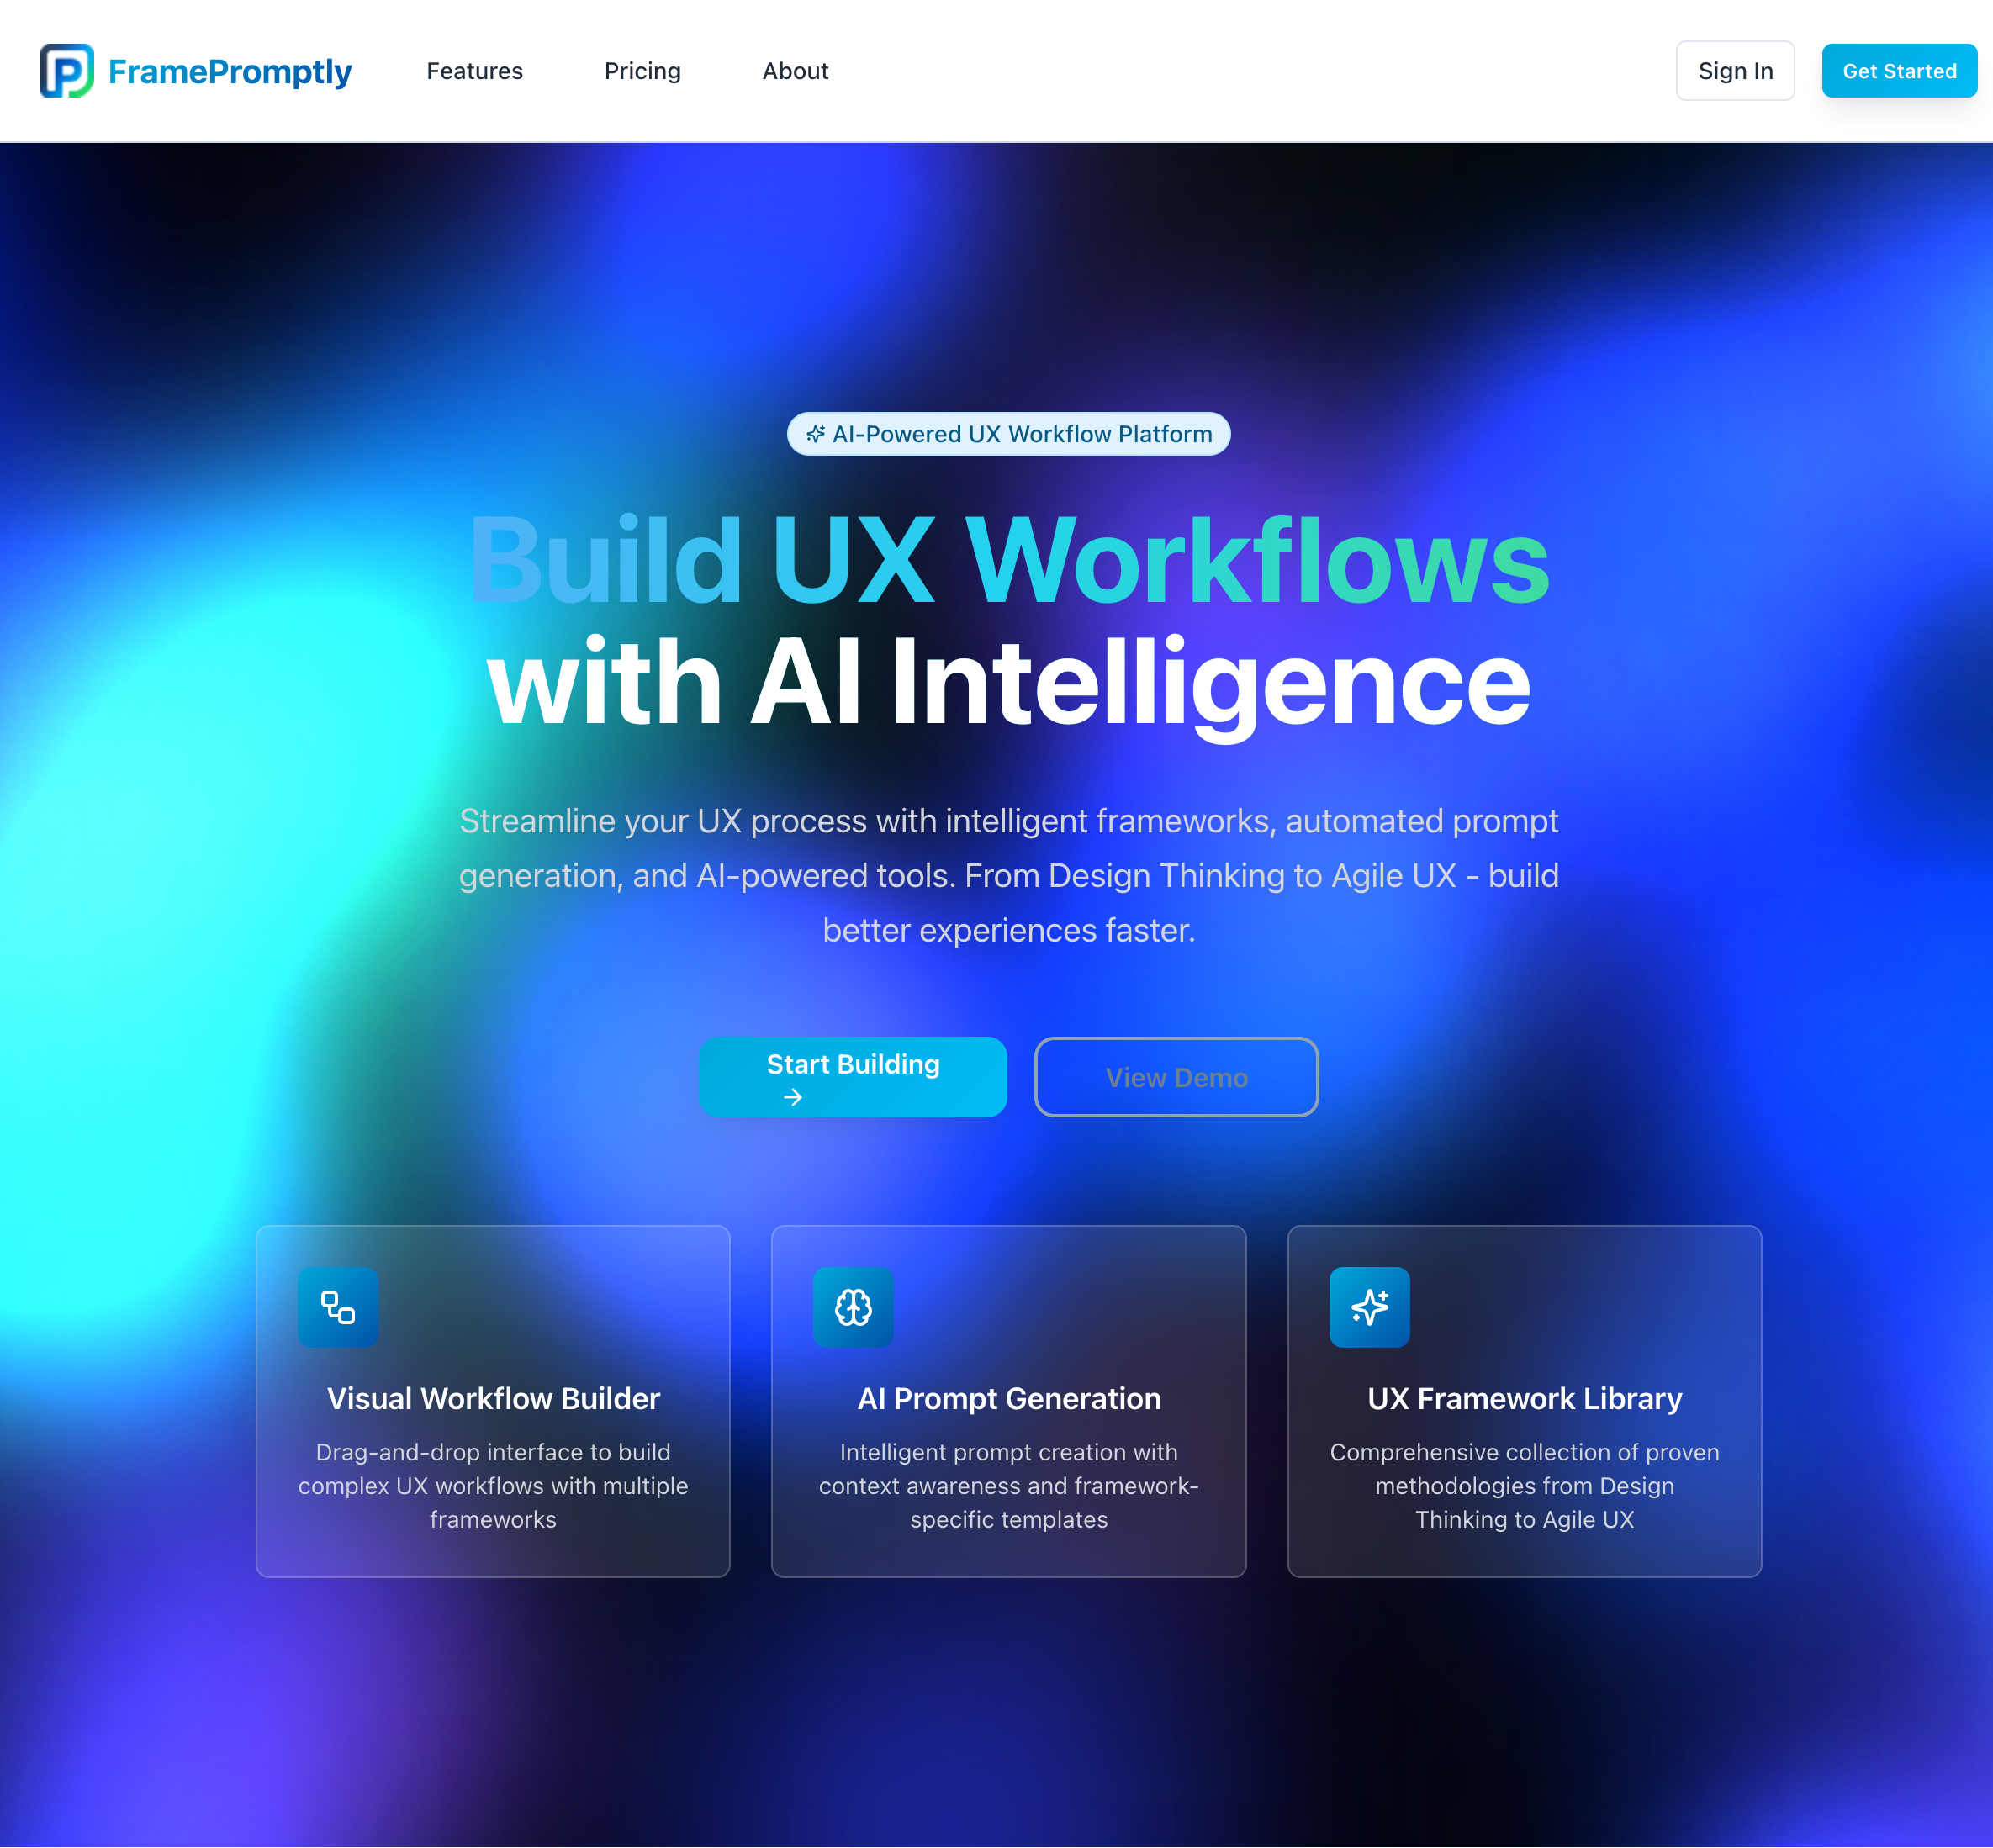 FramePromptly
Features
Pricing
About
Sign In
Get Started
AI-Powered UX Workflow Platform
Build UX Workflows
with AI Intelligence
Streamline your UX process with intelligent frameworks, automated prompt
generation, and AI-powered tools. From Design Thinking to Agile UX - build
better experiences faster.
Start Building
View Demo
Visual Workflow Builder
Drag-and-drop interface to build
complex UX workflows with multiple
frameworks
AI Prompt Generation
Intelligent prompt creation with
context awareness and framework-
specific templates
UX Framework Library
Comprehensive collection of proven
methodologies from Design
Thinking to Agile UX